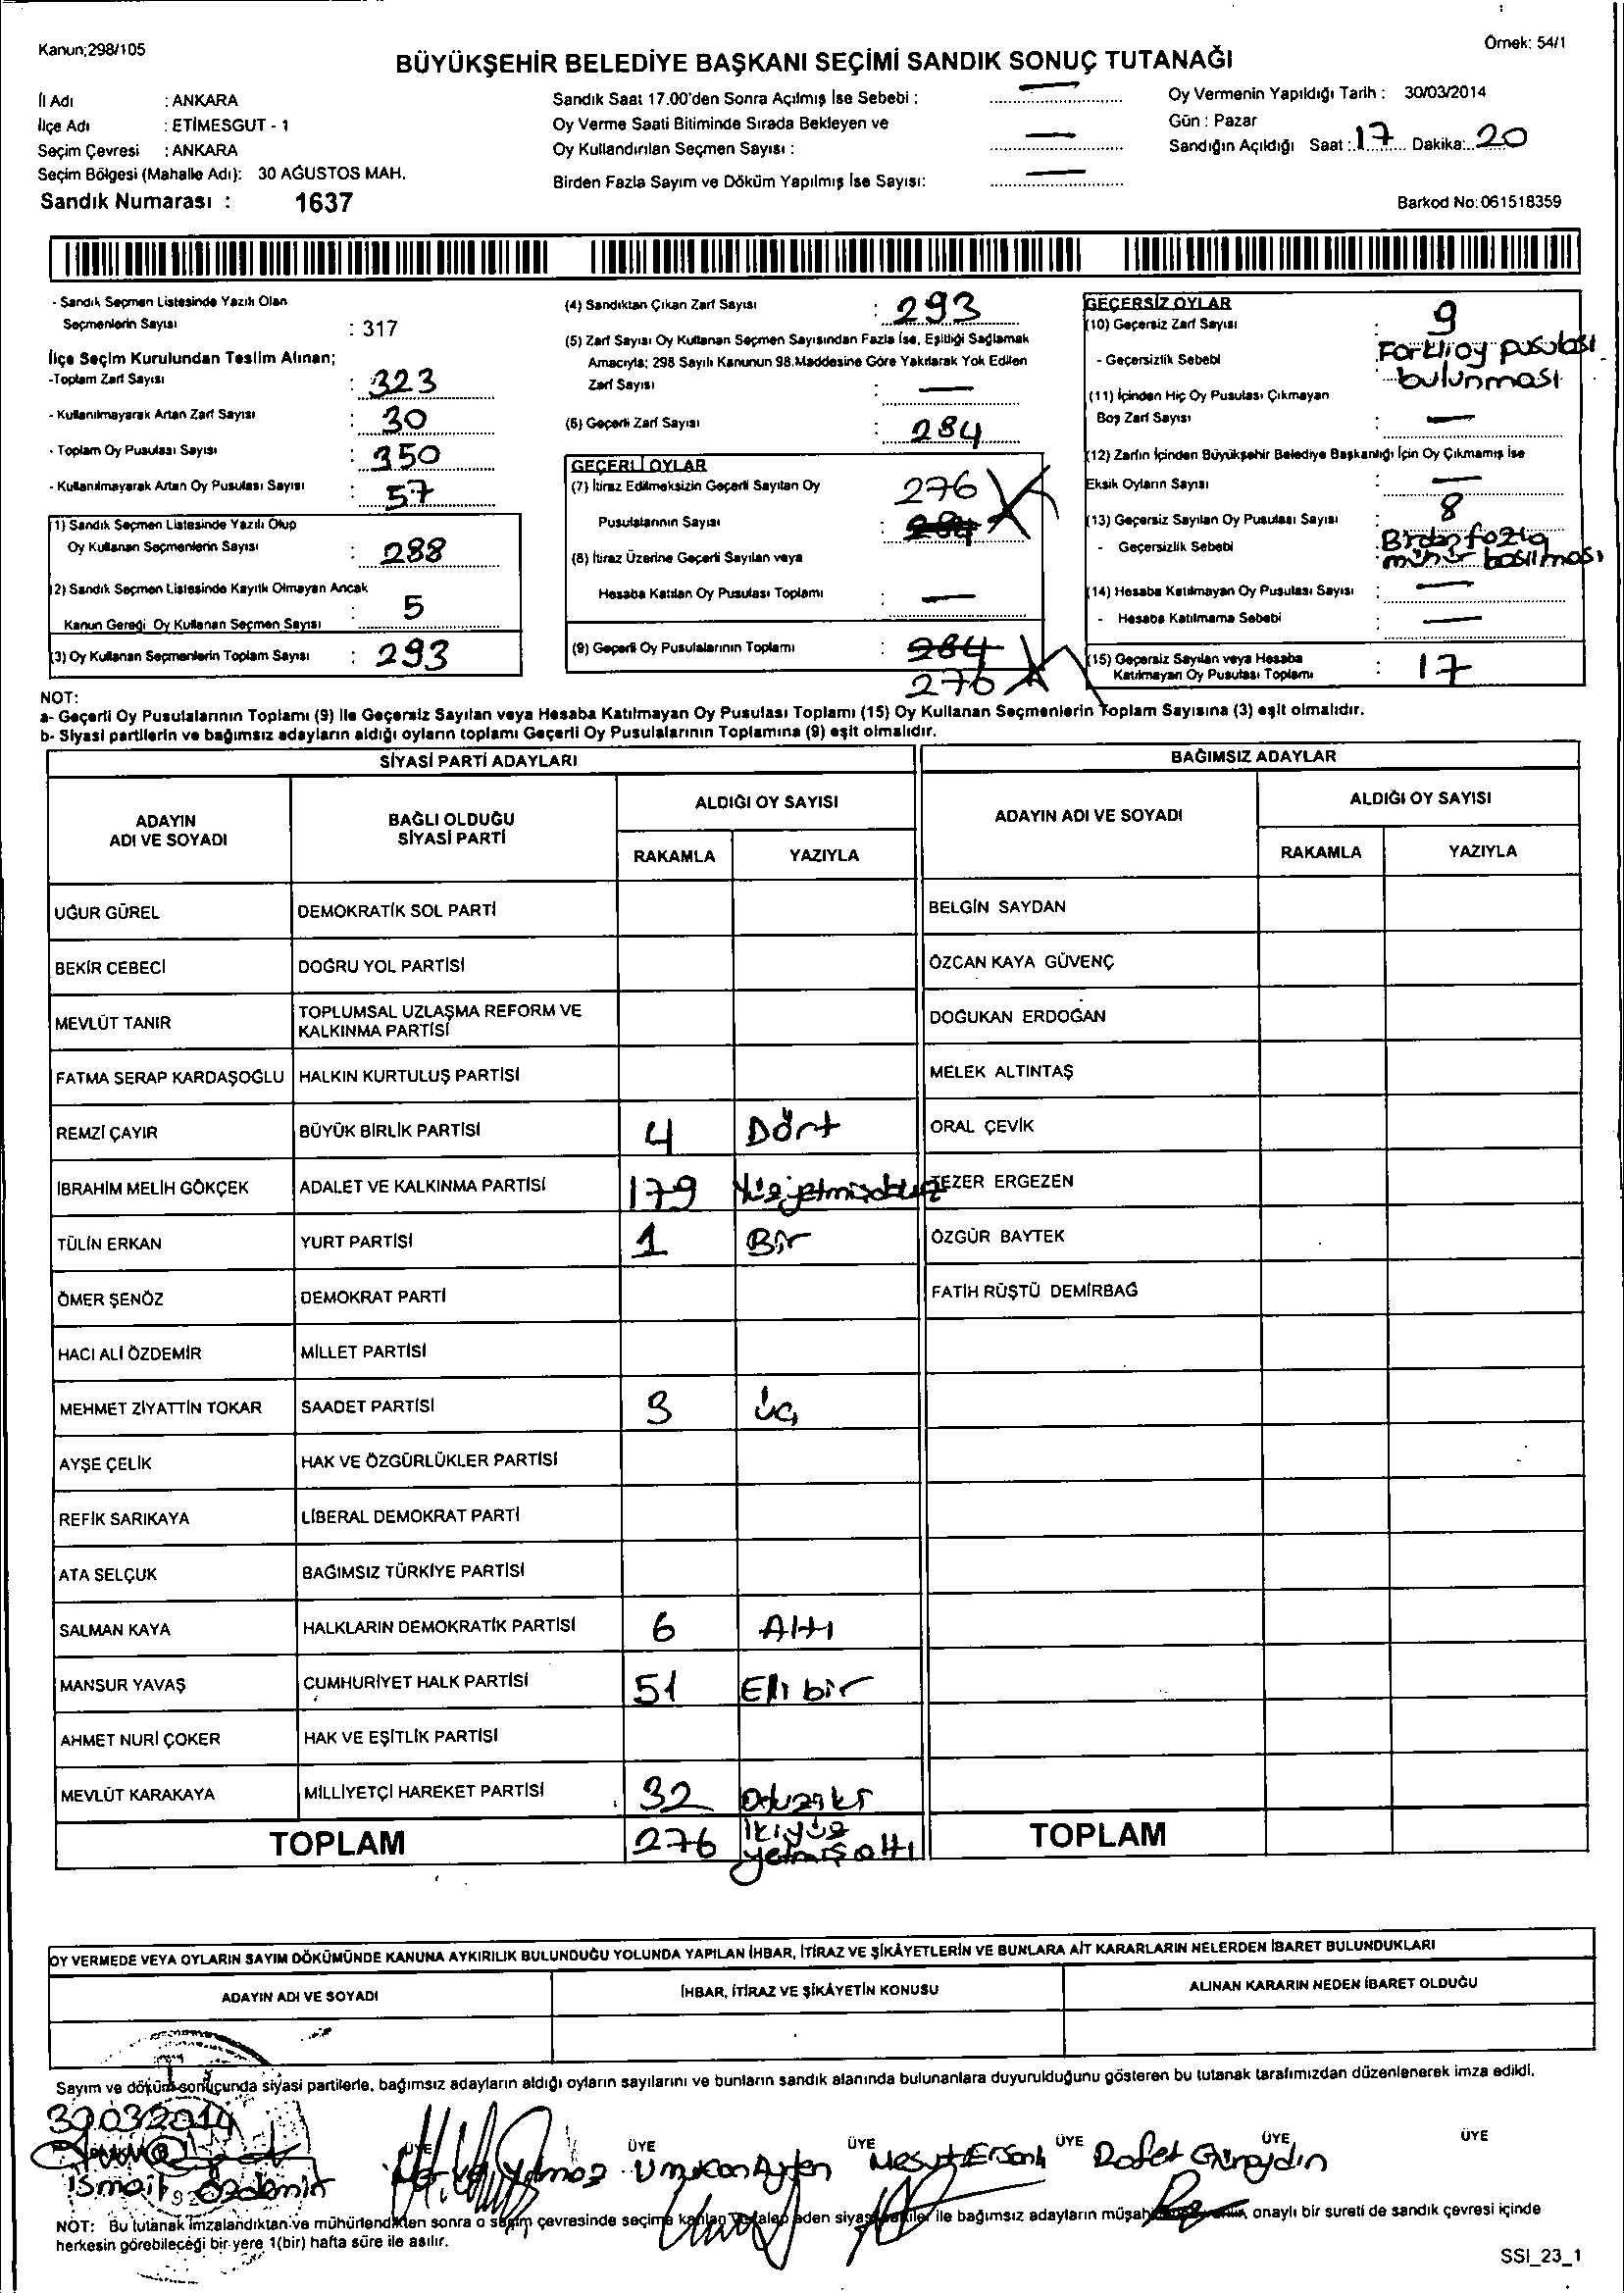 Kanun;298/105
Örnek: 54/1
BÜYÜKŞEHİR BELEDİYE BAŞKANI SEÇİMİ SANDIK SONUÇ TUTANAĞI
İl Adı : ANKARA
İlçe Adı : ETİMESGUT - 1
Seçim Çevresi : ANKARA
Seçim Bölgesi (Mahalle Adı): 30 AĞUSTOS MAH.
Sandık Numarası : 1637
Sandık Saat 17.00'den Sonra Açılmış İse Sebebi :
Oy Verme Saati Bitiminde Sırada Bekleyen ve
Oy Kullandırılan Seçmen Sayısı :
Birden Fazla Sayım ve Döküm Yapılmış İse Sayısı:
Oy Vermenin Yapıldığı Tarih : 30/03/2014
Gün : Pazar
Sandığın Açıldığı Saat : 17 Dakika: 20
Barkod No:061518359
- Sandık Seçmen Listesinde Yazılı Olan
Seçmenlerin Sayısı : 317
İlçe Seçim Kurulundan Teslim Alınan;
-Toplam Zarf Sayısı : 323
- Kullanılmayarak Artan Zarf Sayısı : 30
- Toplam Oy Pusulası Sayısı : 350
- Kullanılmayarak Artan Oy Pusulası Sayısı : 57
(1) Sandık Seçmen Listesinde Yazılı Olup
Oy Kullanan Seçmenlerin Sayısı : 288
(2) Sandık Seçmen Listesinde Kayıtlı Olmayan Ancak
Kanun Gereği Oy Kullanan Seçmen Sayısı : 5
(3) Oy Kullanan Seçmenlerin Toplam Sayısı : 293
(4) Sandıktan Çıkan Zarf Sayısı : 293
(5) Zarf Sayısı Oy Kullanan Seçmen Sayısından Fazla İse, Eşitliği Sağlamak
Amacıyla; 298 Sayılı Kanunun 98.Maddesine Göre Yakılarak Yok Edilen
Zarf Sayısı :
(6) Geçerli Zarf Sayısı : 284
GEÇERLİ OYLAR
(7) İtiraz Edilmeksizin Geçerli Sayılan Oy 276
Pusulalarının Sayısı : 284
(8) İtiraz Üzerine Geçerli Sayılan veya
Hesaba Katılan Oy Pusulası Toplamı :
(9) Geçerli Oy Pusulalarının Toplamı : 284
276
GEÇERSİZ OYLAR
(10) Geçersiz Zarf Sayısı : 9
- Geçersizlik Sebebi : Farklı oy pusulası
bulunması
(11) İçinden Hiç Oy Pusulası Çıkmayan
Boş Zarf Sayısı :
(12) Zarfın İçinden Büyükşehir Belediye Başkanlığı İçin Oy Çıkmamış İse
Eksik Oyların Sayısı :
(13) Geçersiz Sayılan Oy Pusulası Sayısı : 8
- Geçersizlik Sebebi : Birden fazla
mühür basılması
(14) Hesaba Katılmayan Oy Pusulası Sayısı :
- Hesaba Katılmama Sebebi :
(15) Geçersiz Sayılan veya Hesaba
Katılmayan Oy Pusulası Toplamı : 17
NOT:
a- Geçerli Oy Pusulalarının Toplamı (9) ile Geçersiz Sayılan veya Hesaba Katılmayan Oy Pusulası Toplamı (15) Oy Kullanan Seçmenlerin Toplam Sayısına (3) eşit olmalıdır.
b- Siyasi partilerin ve bağımsız adayların aldığı oyların toplamı Geçerli Oy Pusulalarının Toplamına (9) eşit olmalıdır.
SİYASİ PARTİ ADAYLARI
BAĞIMSIZ ADAYLAR
ADAYIN
ADI VE SOYADI
BAĞLI OLDUĞU
SİYASİ PARTİ
ALDIĞI OY SAYISI
RAKAMLA YAZIYLA
ADAYIN ADI VE SOYADI
ALDIĞI OY SAYISI
RAKAMLA YAZIYLA
UĞUR GÜREL DEMOKRATİK SOL PARTİ BELGİN SAYDAN
BEKİR CEBECİ DOĞRU YOL PARTİSİ ÖZCAN KAYA GÜVENÇ
MEVLÜT TANIR TOPLUMSAL UZLAŞMA REFORM VE
KALKINMA PARTİSİ DOĞUKAN ERDOĞAN
FATMA SERAP KARDAŞOĞLU HALKIN KURTULUŞ PARTİSİ MELEK ALTINTAŞ
REMZİ ÇAYIR BÜYÜK BİRLİK PARTİSİ 4 Dört ORAL ÇEVİK
İBRAHİM MELİH GÖKÇEK ADALET VE KALKINMA PARTİSİ 179 Yüzyetmişdokuz TEZER ERGEZEN
TÜLİN ERKAN YURT PARTİSİ 1 Bir ÖZGÜR BAYTEK
ÖMER ŞENÖZ DEMOKRAT PARTİ FATİH RÜŞTÜ DEMİRBAĞ
HACI ALİ ÖZDEMİR MİLLET PARTİSİ
MEHMET ZİYATTİN TOKAR SAADET PARTİSİ 3 üç
AYŞE ÇELİK HAK VE ÖZGÜRLÜKLER PARTİSİ
REFİK SARIKAYA LİBERAL DEMOKRAT PARTİ
ATA SELÇUK BAĞIMSIZ TÜRKİYE PARTİSİ
SALMAN KAYA HALKLARIN DEMOKRATİK PARTİSİ 6 Altı
MANSUR YAVAŞ CUMHURİYET HALK PARTİSİ 51 Elli bir
AHMET NURİ ÇOKER HAK VE EŞİTLİK PARTİSİ
MEVLÜT KARAKAYA MİLLİYETÇİ HAREKET PARTİSİ 32 Otuziki
TOPLAM 276 İkiyüz
yetmiş altı TOPLAM
OY VERMEDE VEYA OYLARIN SAYIM DÖKÜMÜNDE KANUNA AYKIRILIK BULUNDUĞU YOLUNDA YAPILAN İHBAR, İTİRAZ VE ŞİKÂYETLERİN VE BUNLARA AİT KARARLARIN NELERDEN İBARET BULUNDUKLARI
ADAYIN ADI VE SOYADI İHBAR, İTİRAZ VE ŞİKÂYETİN KONUSU ALINAN KARARIN NEDEN İBARET OLDUĞU
Sayım ve döküm sonuçunda siyasi partilerle, bağımsız adayların aldığı oyların sayılarını ve bunların sandık alanında bulunanlara duyurulduğunu gösteren bu tutanak tarafımızdan düzenlenerek imza edildi.
30.03.2014
BAŞKAN ÜYE ÜYE ÜYE ÜYE ÜYE ÜYE
İsmail Özdemir Yılmaz Umutcan Ayten Mesut Ersanlı Dafet Günaydın
NOT: Bu tutanak imzalandıktan ve mühürlendikten sonra o seçim çevresinde seçime katılan eden siyasi ile bağımsız adayların onaylı bir sureti de sandık çevresi içinde
herkesin görebileceği bir yere 1(bir) hafta süre ile asılır.
SSI_23_1